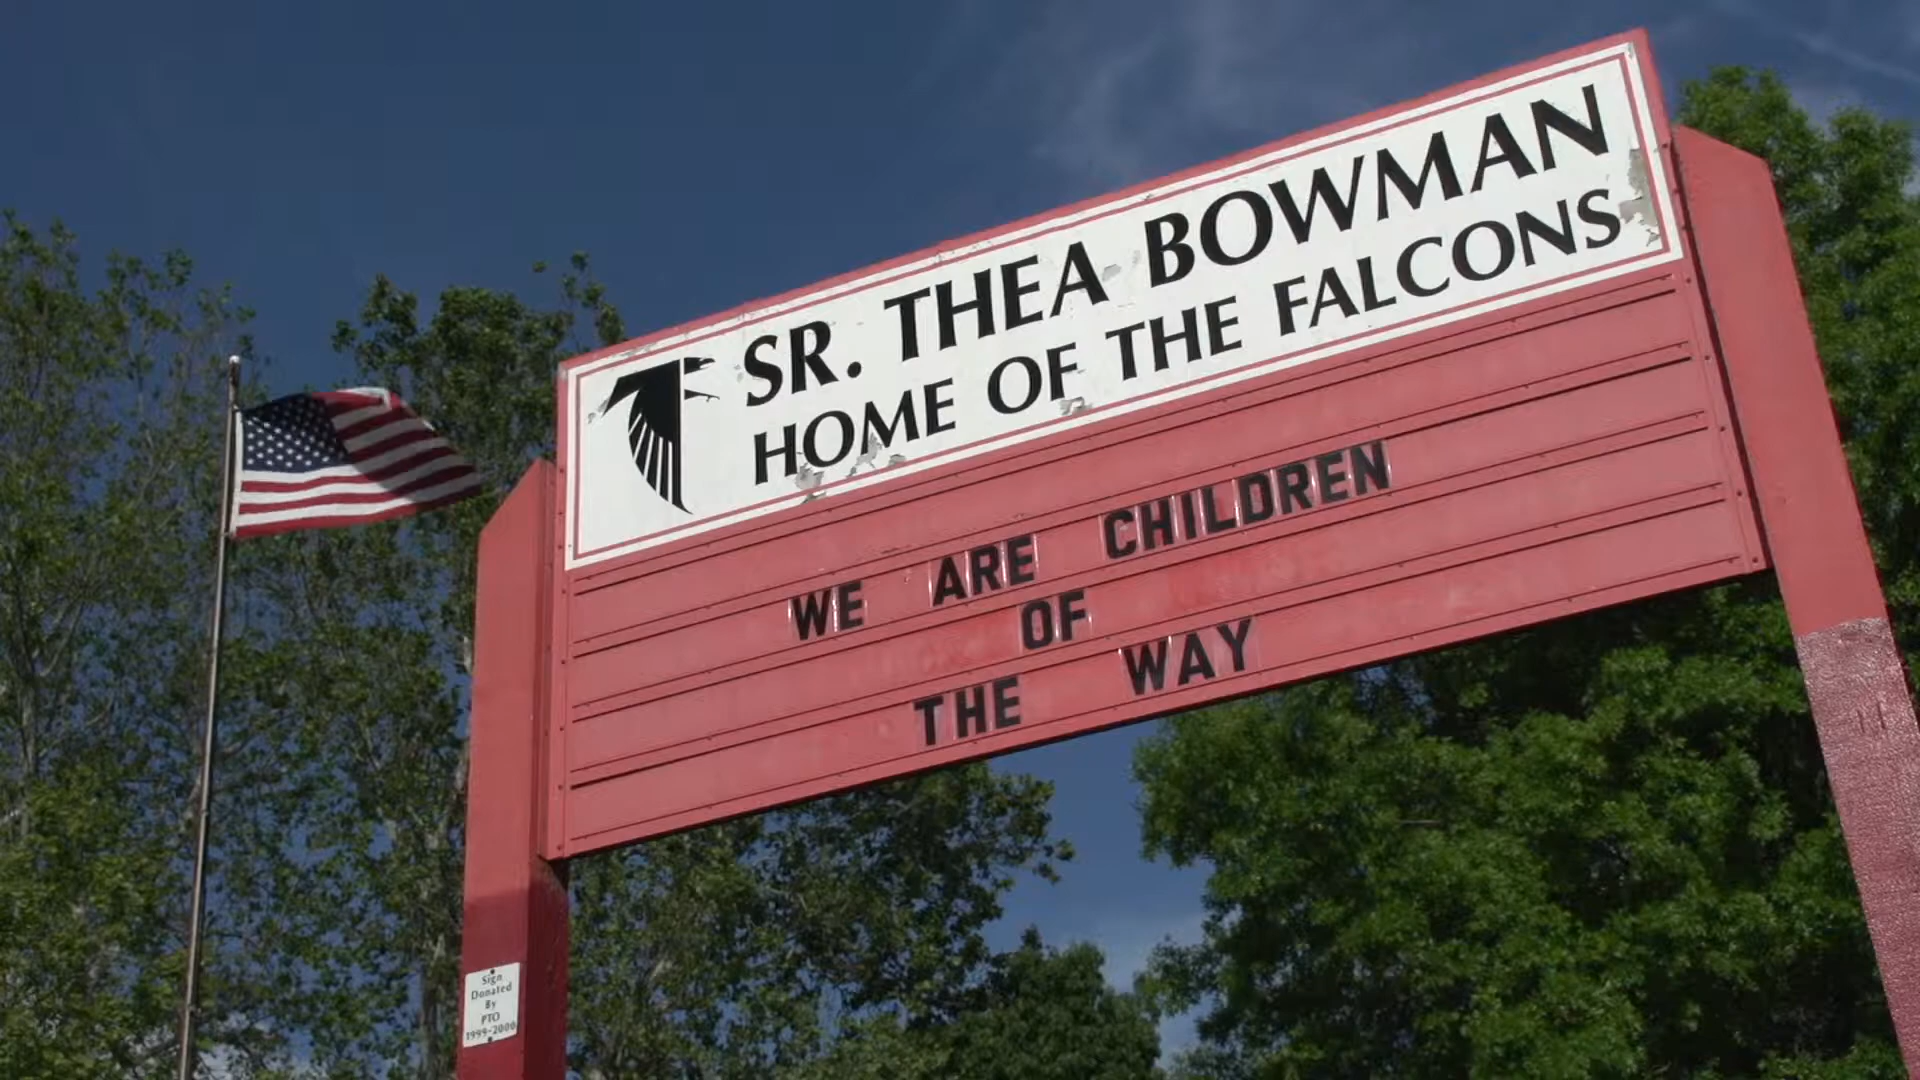 SR. THEA BOWMAN
HOME OF THE FALCONS
WE ARE CHILDREN
OF
THE WAY
Sign
Donated
By
PTO
1999-2000